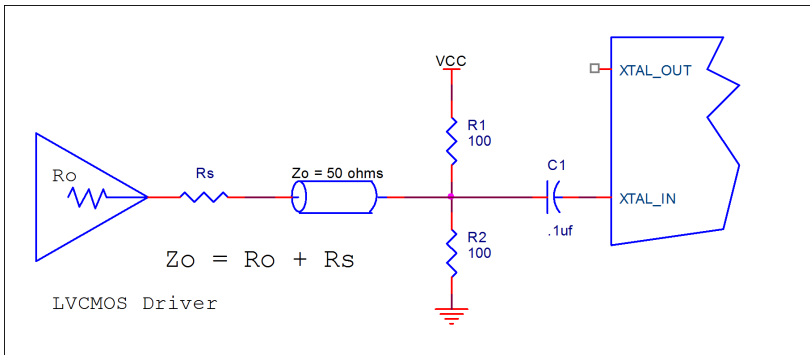 VCC
XTAL_OUT
R1
100
Ro
Rs
Zo = 50 ohms
C1
XTAL_IN
.1uf
R2
100
Zo = Ro + Rs
LVCMOS Driver